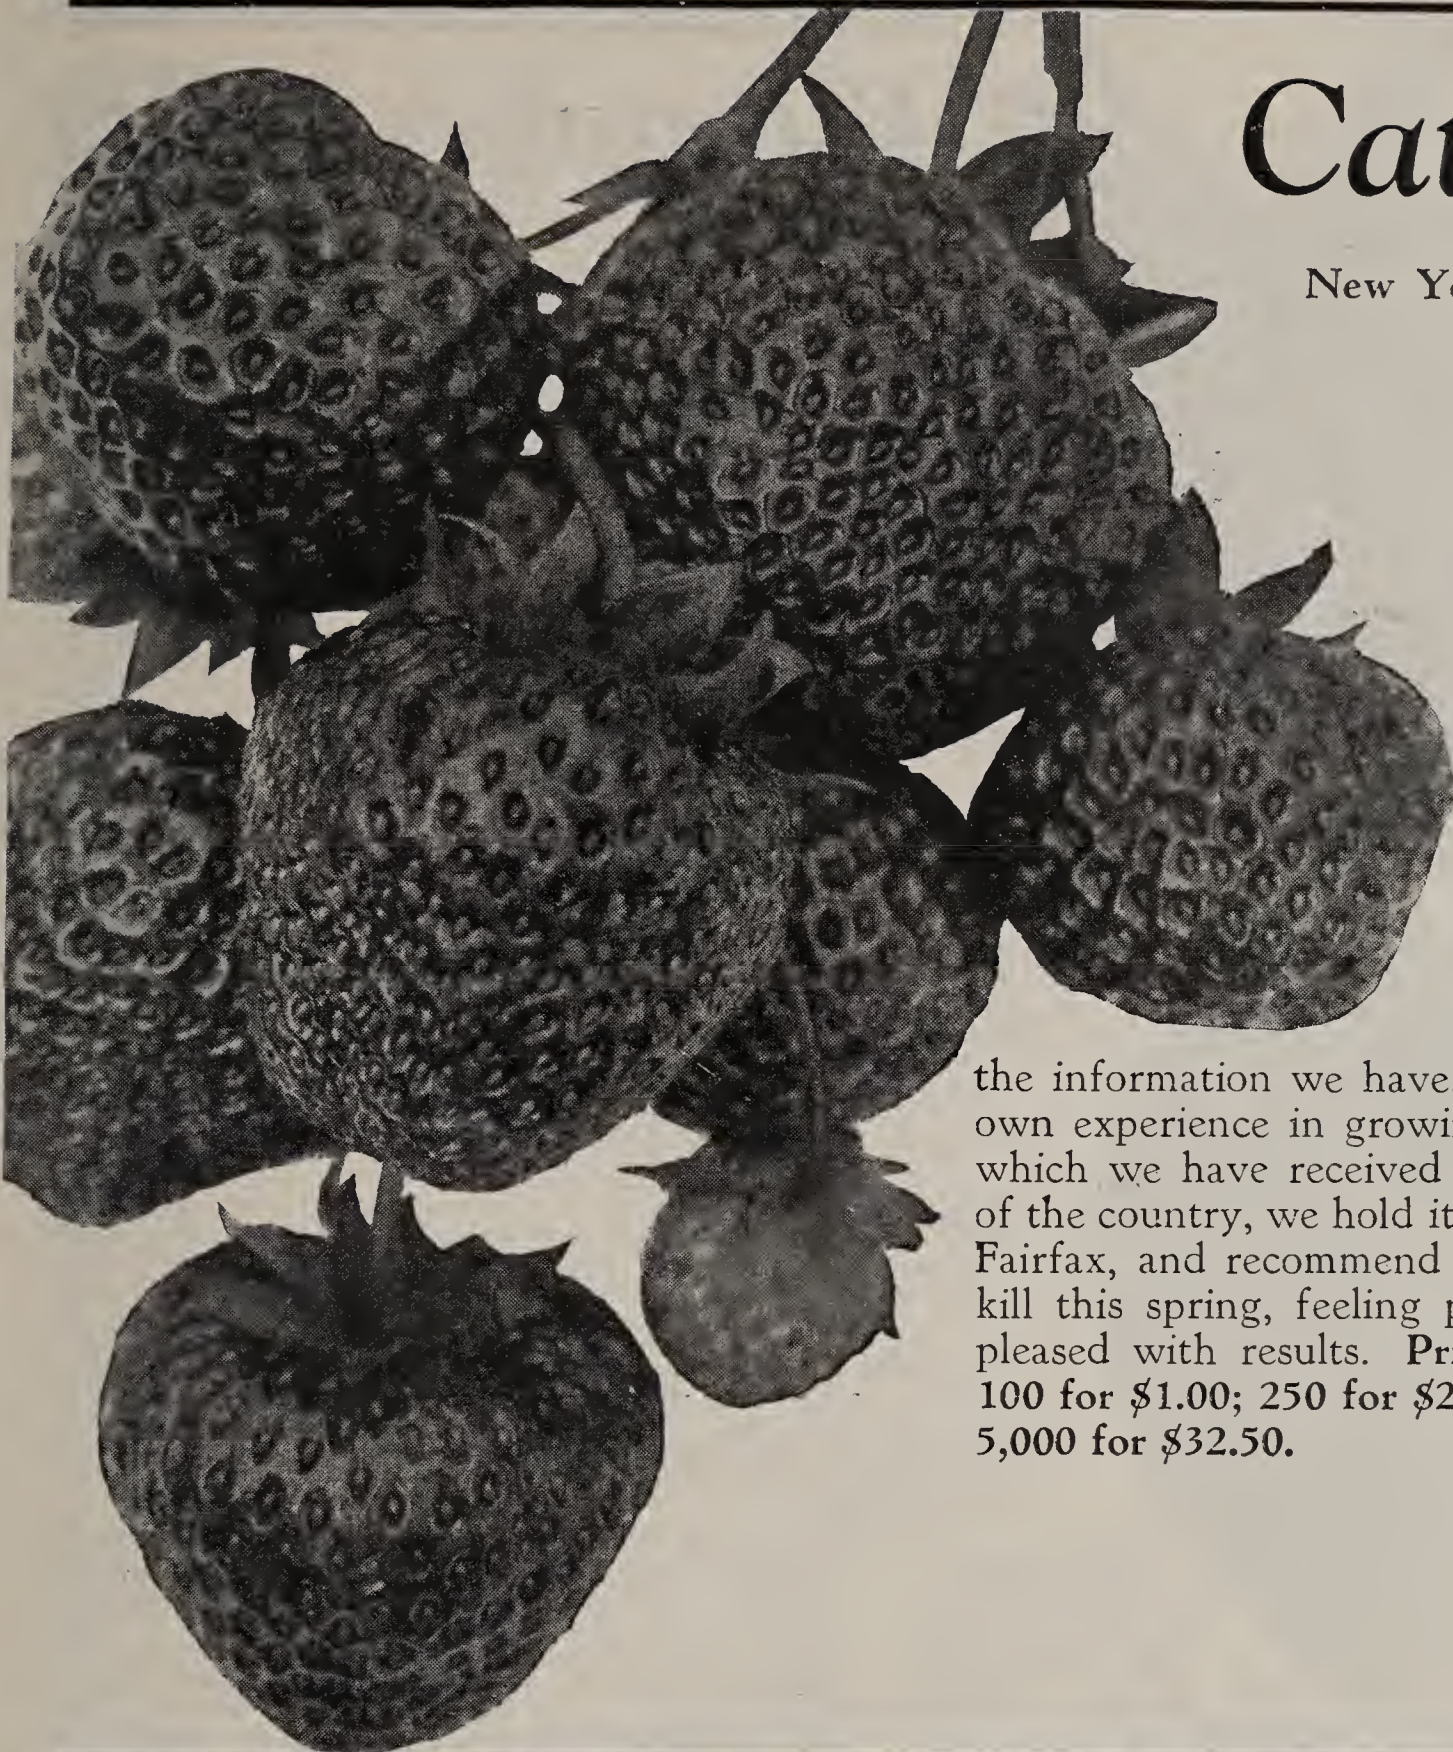 Cat
New Yo
the information we have
own experience in growi
which we have received
of the country, we hold it
Fairfax, and recommend
kill this spring, feeling p
pleased with results. Pri
100 for $1.00; 250 for $2
5,000 for $32.50.